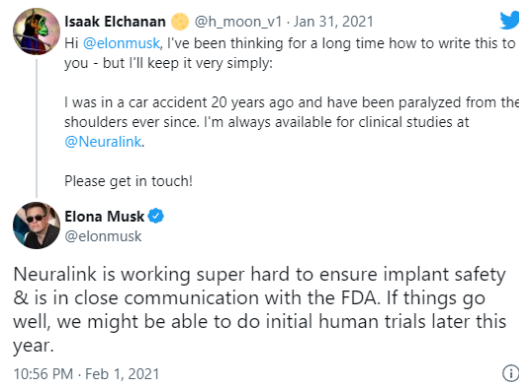 Isaak Elchanan @h_moon_v1 · Jan 31, 2021
Hi @elonmusk, I've been thinking for a long time how to write this to
you - but I'll keep it very simply:
I was in a car accident 20 years ago and have been paralyzed from the
shoulders ever since. I'm always available for clinical studies at
@Neuralink.
Please get in touch!
Elona Musk
@elonmusk
Neuralink is working super hard to ensure implant safety
& is in close communication with the FDA. If things go
well, we might be able to do initial human trials later this
year.
10:56 PM · Feb 1, 2021